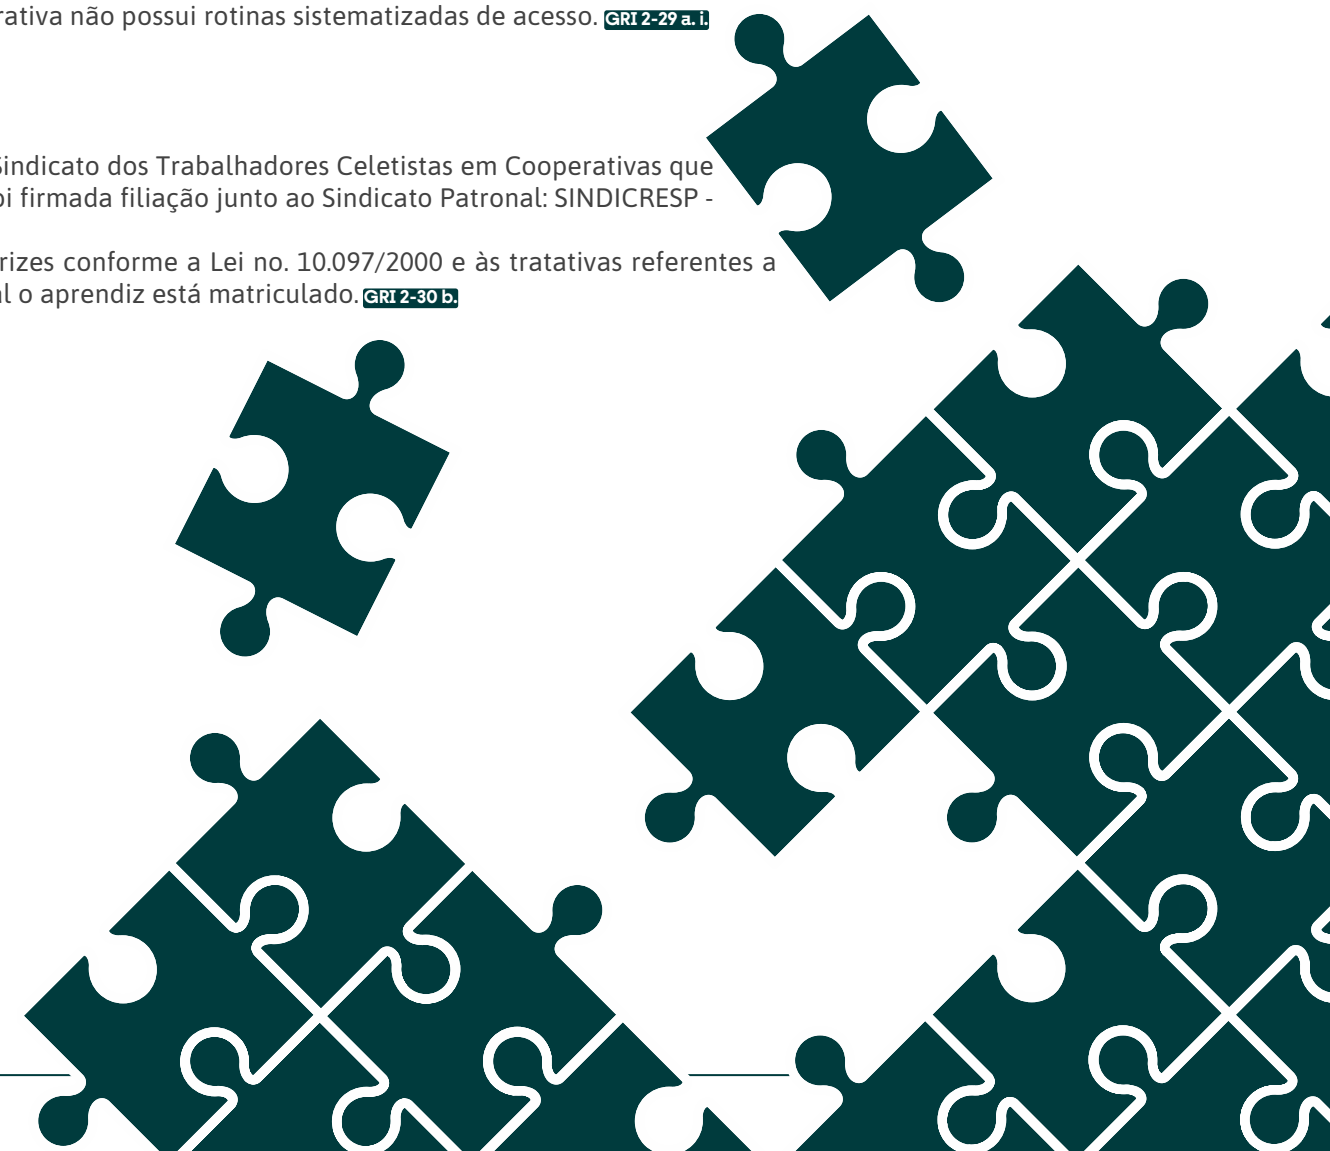 rativa não possui rotinas sistematizadas de acesso. GRI 2-29 a. i.
Sindicato dos Trabalhadores Celetistas em Cooperativas que
oi firmada filiação junto ao Sindicato Patronal: SINDICRESP -
rizes conforme a Lei no. 10.097/2000 e às tratativas referentes a
al o aprendiz está matriculado. GRI 2-30 b.